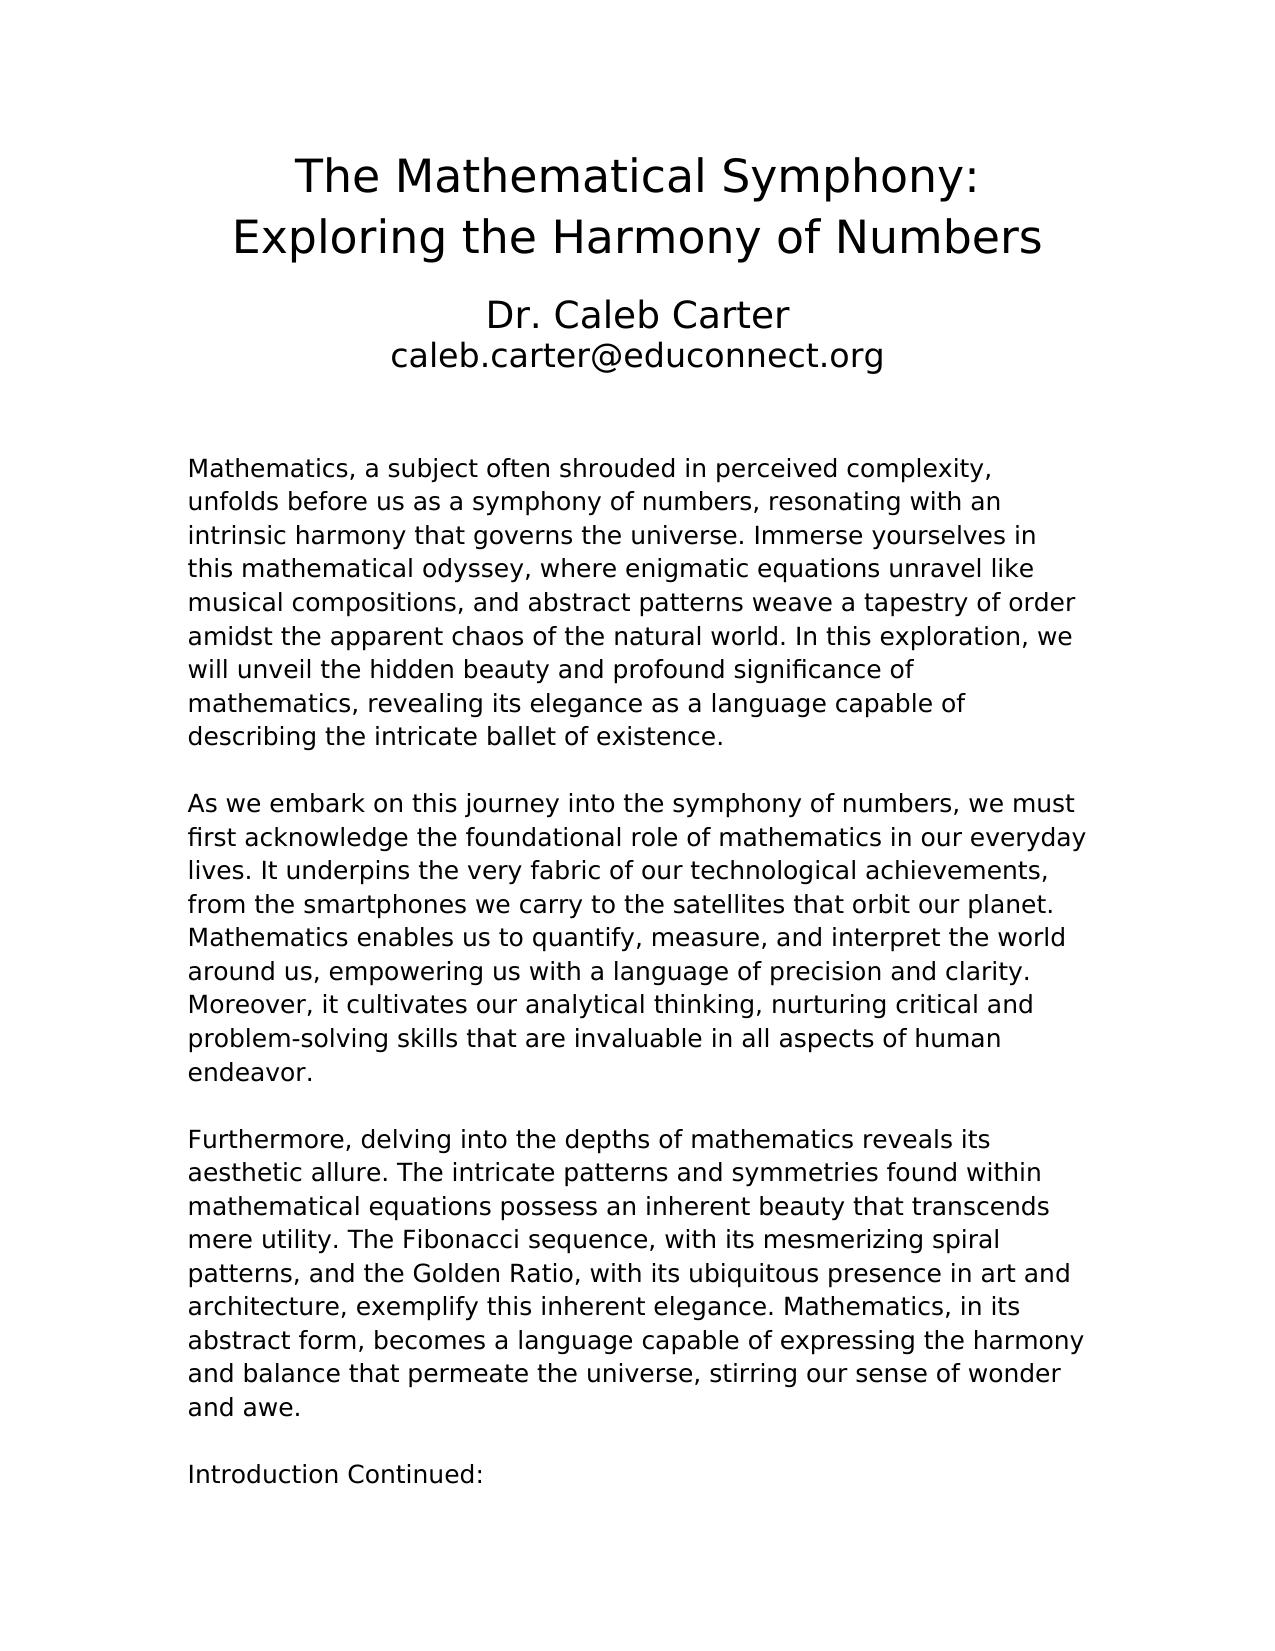 The Mathematical Symphony:
Exploring the Harmony of Numbers
Dr. Caleb Carter
caleb.carter@educonnect.org
Mathematics, a subject often shrouded in perceived complexity,
unfolds before us as a symphony of numbers, resonating with an
intrinsic harmony that governs the universe. Immerse yourselves in
this mathematical odyssey, where enigmatic equations unravel like
musical compositions, and abstract patterns weave a tapestry of order
amidst the apparent chaos of the natural world. In this exploration, we
will unveil the hidden beauty and profound significance of
mathematics, revealing its elegance as a language capable of
describing the intricate ballet of existence.
As we embark on this journey into the symphony of numbers, we must
first acknowledge the foundational role of mathematics in our everyday
lives. It underpins the very fabric of our technological achievements,
from the smartphones we carry to the satellites that orbit our planet.
Mathematics enables us to quantify, measure, and interpret the world
around us, empowering us with a language of precision and clarity.
Moreover, it cultivates our analytical thinking, nurturing critical and
problem-solving skills that are invaluable in all aspects of human
endeavor.
Furthermore, delving into the depths of mathematics reveals its
aesthetic allure. The intricate patterns and symmetries found within
mathematical equations possess an inherent beauty that transcends
mere utility. The Fibonacci sequence, with its mesmerizing spiral
patterns, and the Golden Ratio, with its ubiquitous presence in art and
architecture, exemplify this inherent elegance. Mathematics, in its
abstract form, becomes a language capable of expressing the harmony
and balance that permeate the universe, stirring our sense of wonder
and awe.
Introduction Continued: